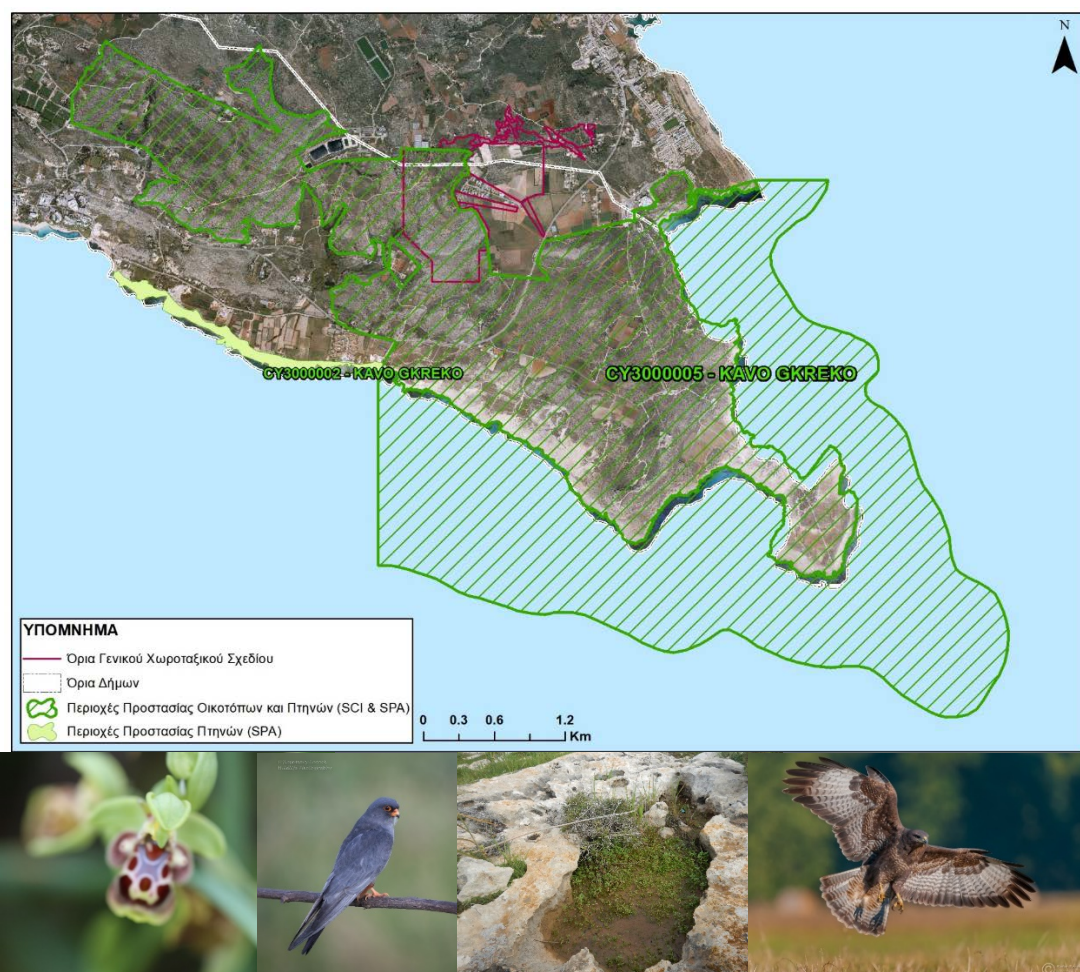 N
CY3000002 - KAVO GKREKO
CY3000005 - KAVO GKREKO
ΥΠΟΜΝΗΜΑ
Όρια Γενικού Χωροταξικού Σχεδίου
Όρια Δήμων
Περιοχές Προστασίας Οικοτόπων και Πτηνών (SCI & SPA)
Περιοχές Προστασίας Πτηνών (SPA)
0 0.3 0.6 1.2
Km